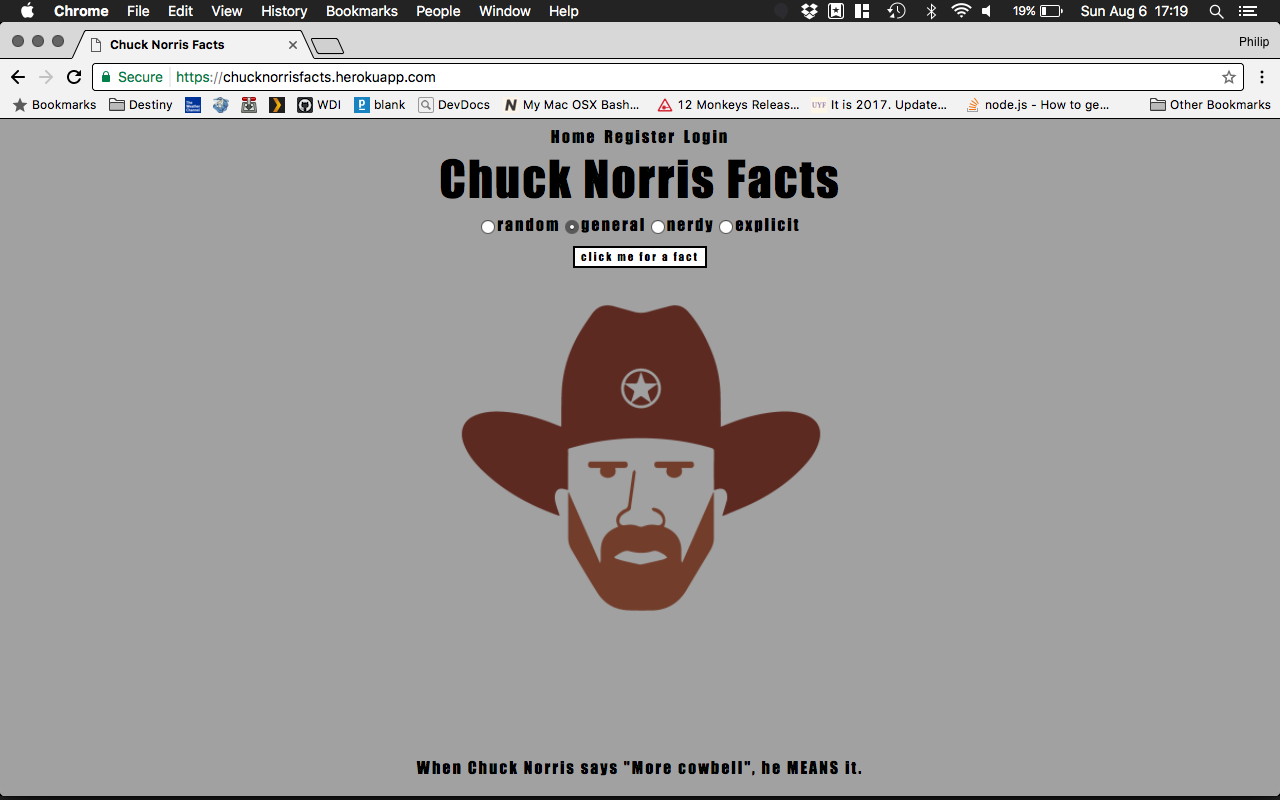 Chrome File Edit View History Bookmarks People Window Help 19% Sun Aug 6 17:19
Chuck Norris Facts Philip
Secure https://chucknorrisfacts.herokuapp.com
Bookmarks Destiny WDI blank DevDocs My Mac OSX Bash... 12 Monkeys Releas... UYF It is 2017. Update... node.js - How to ge... Other Bookmarks
Home Register Login
Chuck Norris Facts
random general nerdy explicit
click me for a fact
When Chuck Norris says "More cowbell", he MEANS it.